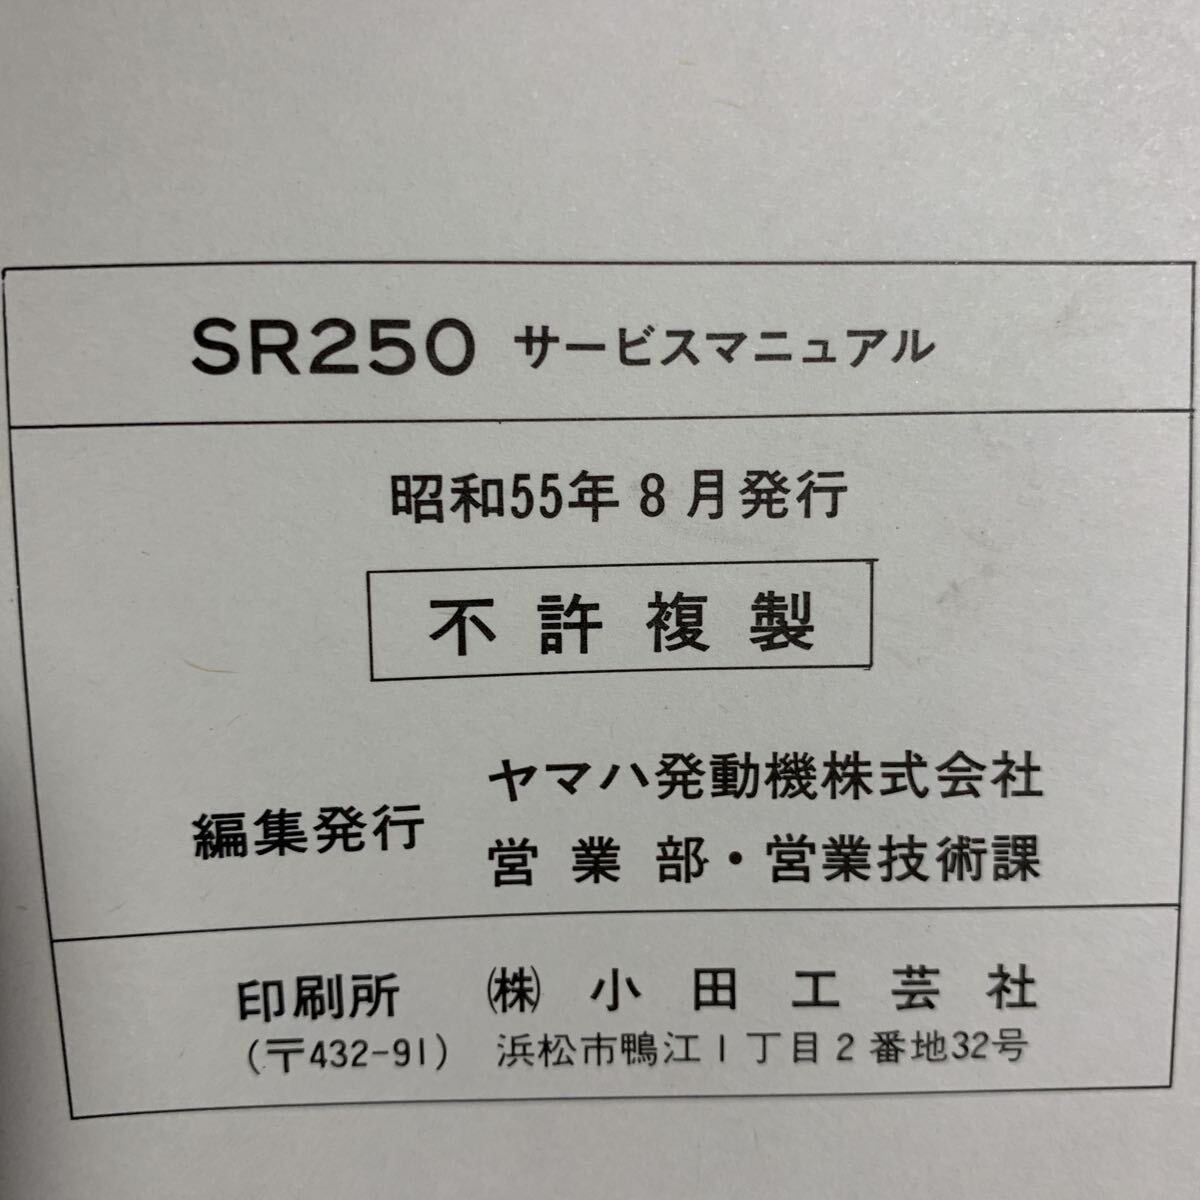 SR250 サービスマニュアル
昭和55年8月発行
不許複製
編集発行 ヤマハ発動機株式会社
営業部・営業技術課
印刷所 ㈱ 小田工芸社
(〒432-91) 浜松市鴨江1丁目2番地32号